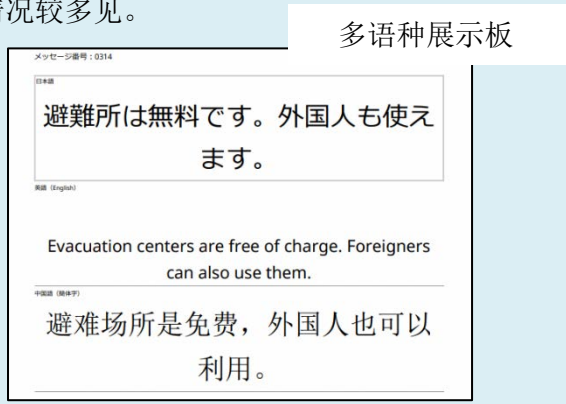 情况较多见。
多语种展示板
メッセージ番号：0314
日本語
避難所は無料です。外国人も使え
ます。
英語（English）
Evacuation centers are free of charge. Foreigners
can also use them.
中国語（簡体字）
避难场所是免费，外国人也可以
利用。